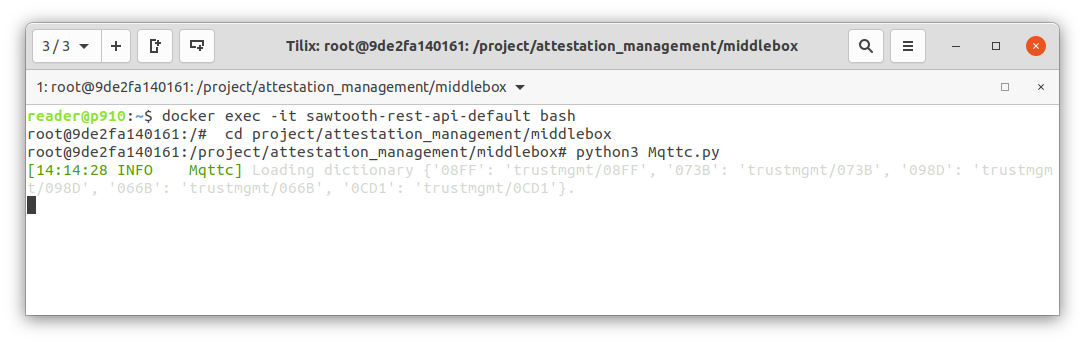 3 / 3
Tilix: root@9de2fa140161: /project/attestation_management/middlebox
1: root@9de2fa140161: /project/attestation_management/middlebox
reader@p910:~$ docker exec -it sawtooth-rest-api-default bash
root@9de2fa140161:/#  cd project/attestation_management/middlebox
root@9de2fa140161:/project/attestation_management/middlebox# python3 Mqttc.py
[14:14:28 INFO    Mqttc] Loading dictionary {'08FF': 'trustmgmt/08FF', '073B': 'trustmgmt/073B', '098D': 'trustmgm
t/098D', '066B': 'trustmgmt/066B', '0CD1': 'trustmgmt/0CD1'}.